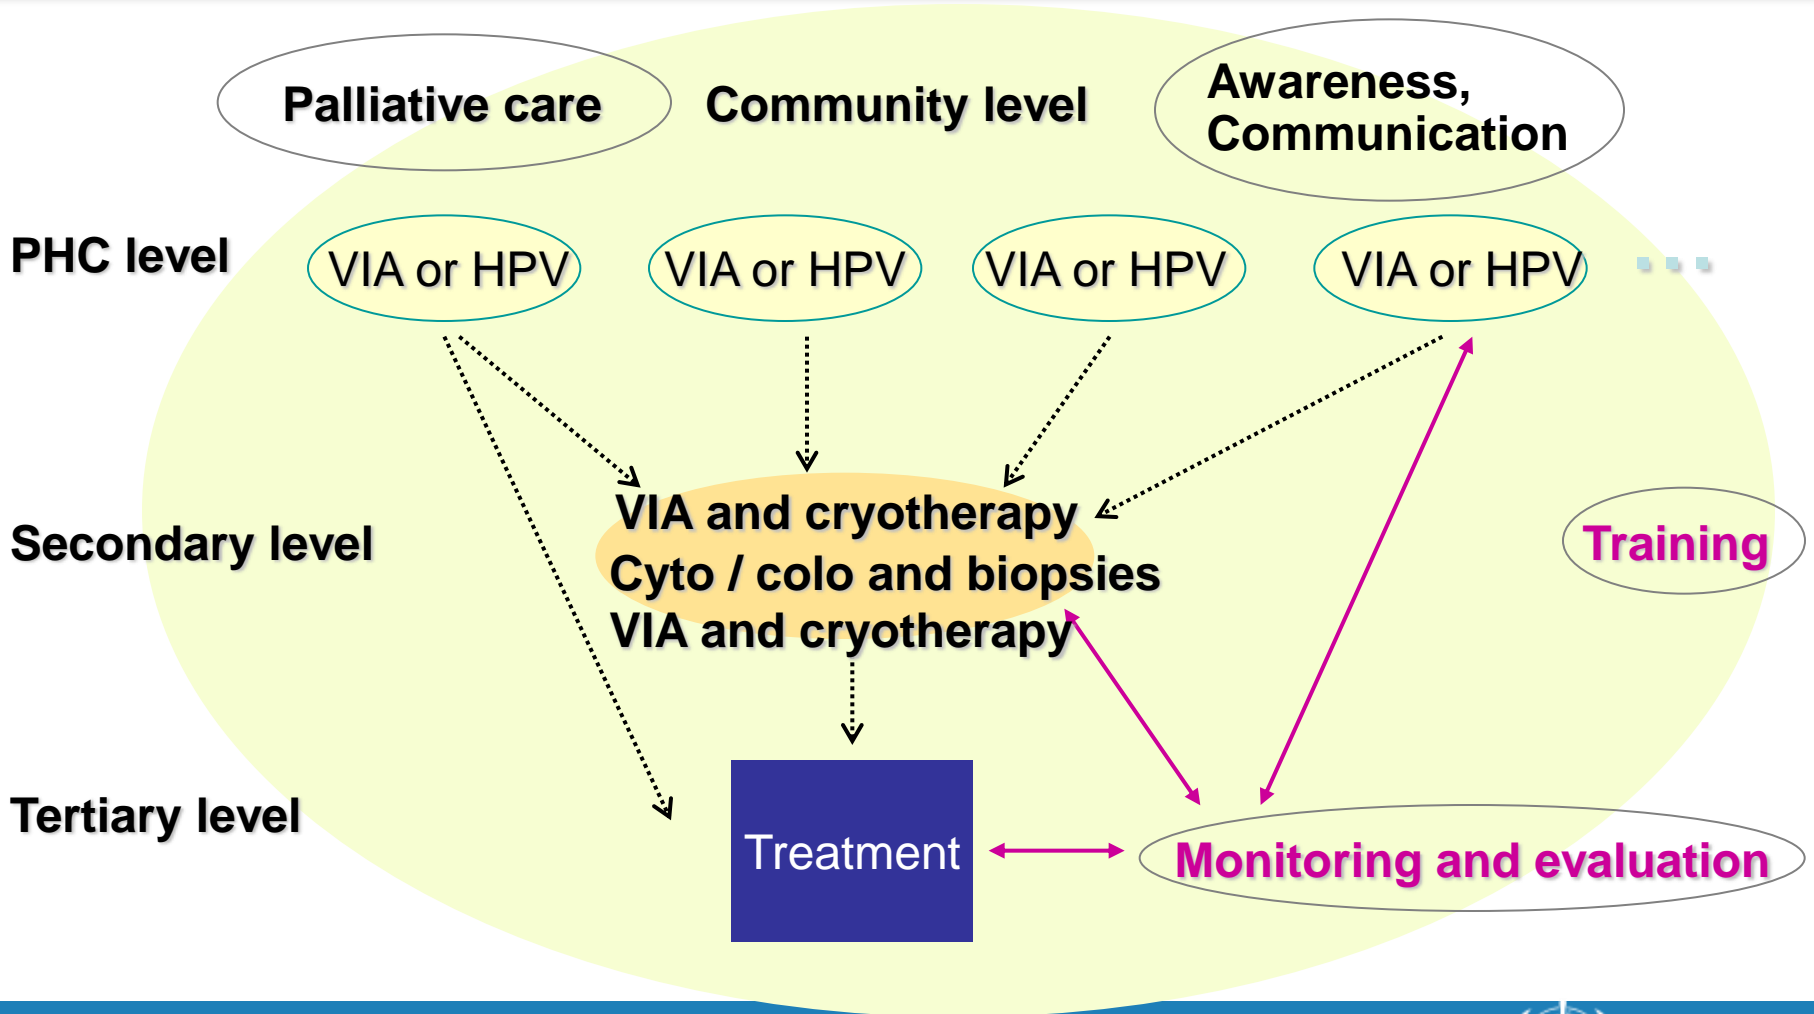 Palliative care
Community level
Awareness,
Communication
PHC level
VIA or HPV
VIA or HPV
VIA or HPV
VIA or HPV
...
Secondary level
VIA and cryotherapy
Cyto / colo and biopsies
VIA and cryotherapy
Training
Tertiary level
Treatment
Monitoring and evaluation